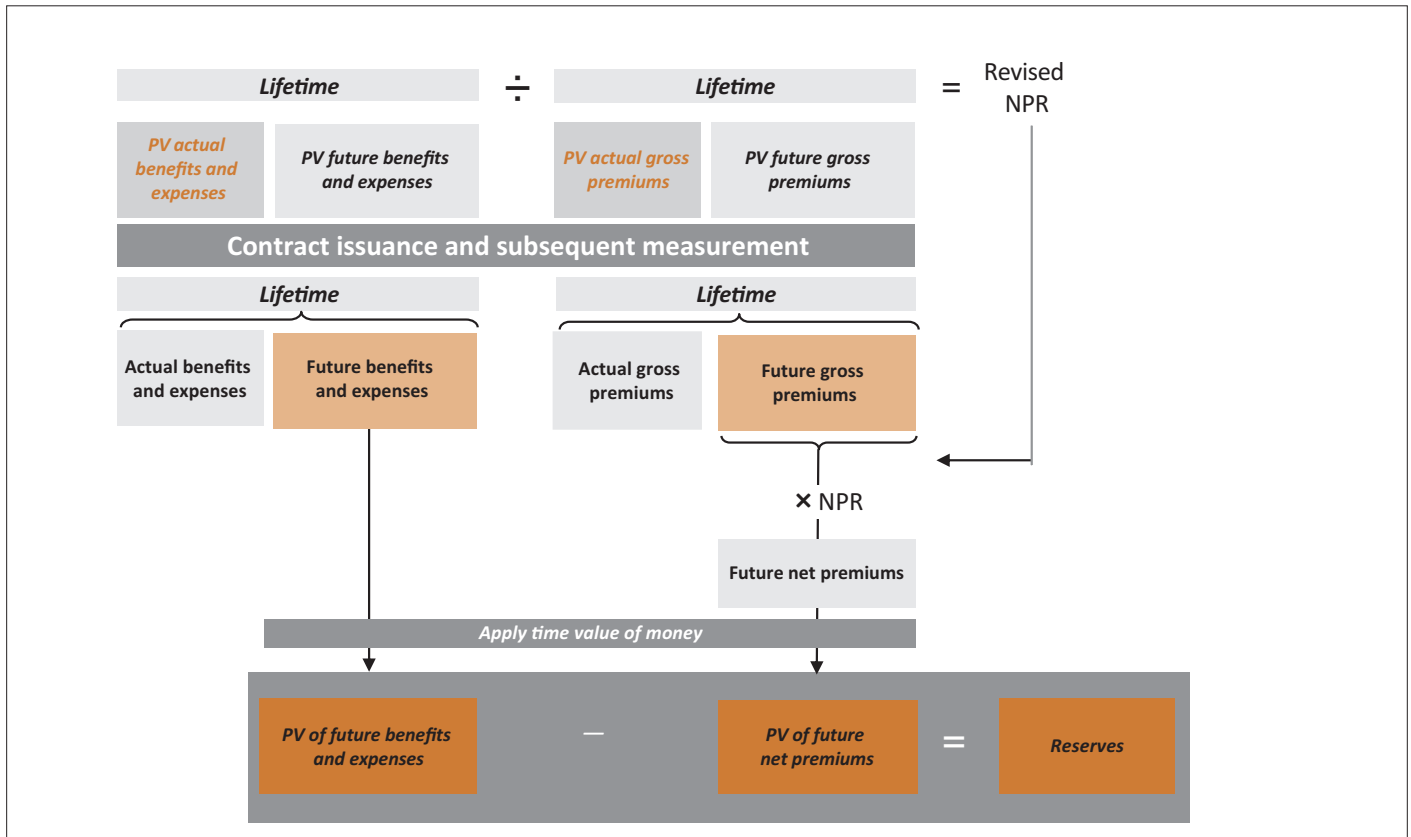 Lifetime
÷
Lifetime
=
Revised
NPR
PV actual
benefits and
expenses
PV future benefits
and expenses
PV actual gross
premiums
PV future gross
premiums
Contract issuance and subsequent measurement
Lifetime
Lifetime
Actual benefits
and expenses
Future benefits
and expenses
Actual gross
premiums
Future gross
premiums
× NPR
Future net premiums
Apply time value of money
PV of future benefits
and expenses
—
PV of future
net premiums
=
Reserves